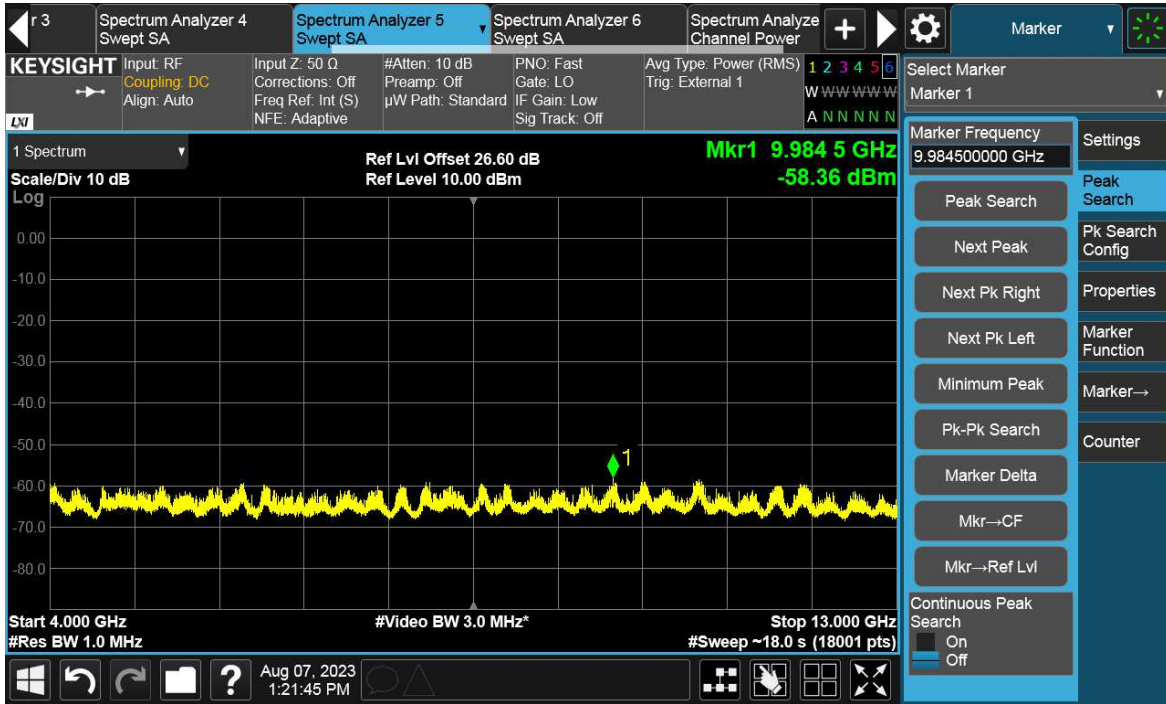 r 3
Spectrum Analyzer 4
Swept SA
Spectrum Analyzer 5
Swept SA
Spectrum Analyzer 6
Swept SA
Spectrum Analyze
Channel Power
+
Marker
KEYSIGHT
LXI
Input: RF
Coupling: DC
Align: Auto
Input Z: 50 Ω
Corrections: Off
Freq Ref: Int (S)
NFE: Adaptive
#Atten: 10 dB
Preamp: Off
µW Path: Standard
PNO: Fast
Gate: LO
IF Gain: Low
Sig Track: Off
Avg Type: Power (RMS)
Trig: External 1
1 2 3 4 5 6
W W W W W W
A N N N N N
Select Marker
Marker 1
1 Spectrum
Scale/Div 10 dB
Log
Ref Lvl Offset 26.60 dB
Ref Level 10.00 dBm
Mkr1 9.984 5 GHz
-58.36 dBm
0.00
-10.0
-20.0
-30.0
-40.0
-50.0
-60.0
-70.0
-80.0
1
Start 4.000 GHz
#Res BW 1.0 MHz
#Video BW 3.0 MHz*
Stop 13.000 GHz
#Sweep ~18.0 s (18001 pts)
Marker Frequency
9.984500000 GHz
Peak Search
Next Peak
Next Pk Right
Next Pk Left
Minimum Peak
Pk-Pk Search
Marker Delta
Mkr→CF
Mkr→Ref Lvl
Continuous Peak
Search
On
Off
Settings
Peak
Search
Pk Search
Config
Properties
Marker
Function
Marker→
Counter
?
Aug 07, 2023
1:21:45 PM